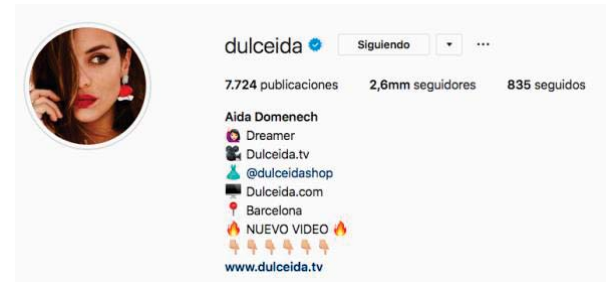 dulceida Siguiendo
7.724 publicaciones 2,6mm seguidores 835 seguidos
Aida Domenech
Dreamer
Dulceida.tv
@dulceidashop
Dulceida.com
Barcelona
NUEVO VIDEO
www.dulceida.tv